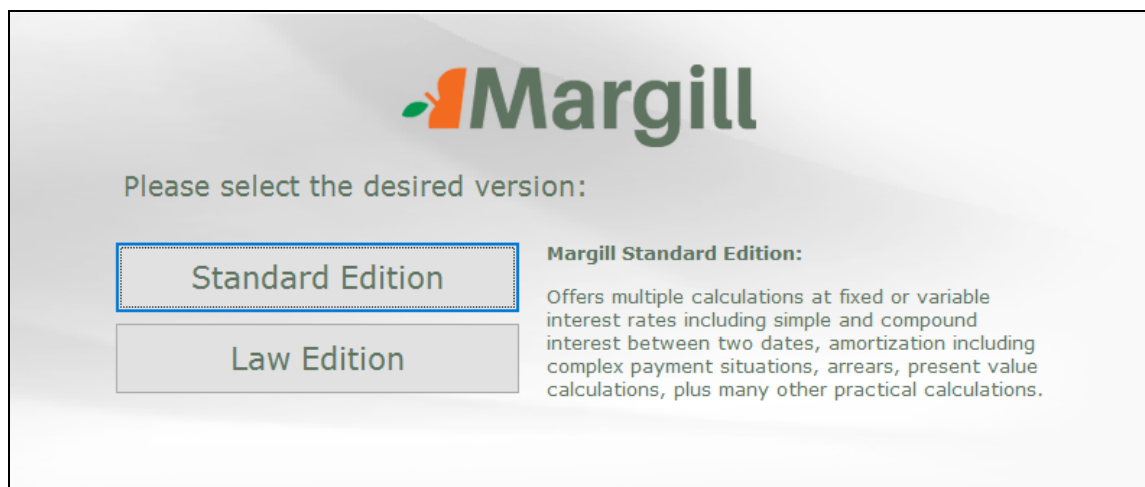 Margill
Please select the desired version:
Standard Edition
Law Edition
Margill Standard Edition:
Offers multiple calculations at fixed or variable
interest rates including simple and compound
interest between two dates, amortization including
complex payment situations, arrears, present value
calculations, plus many other practical calculations.